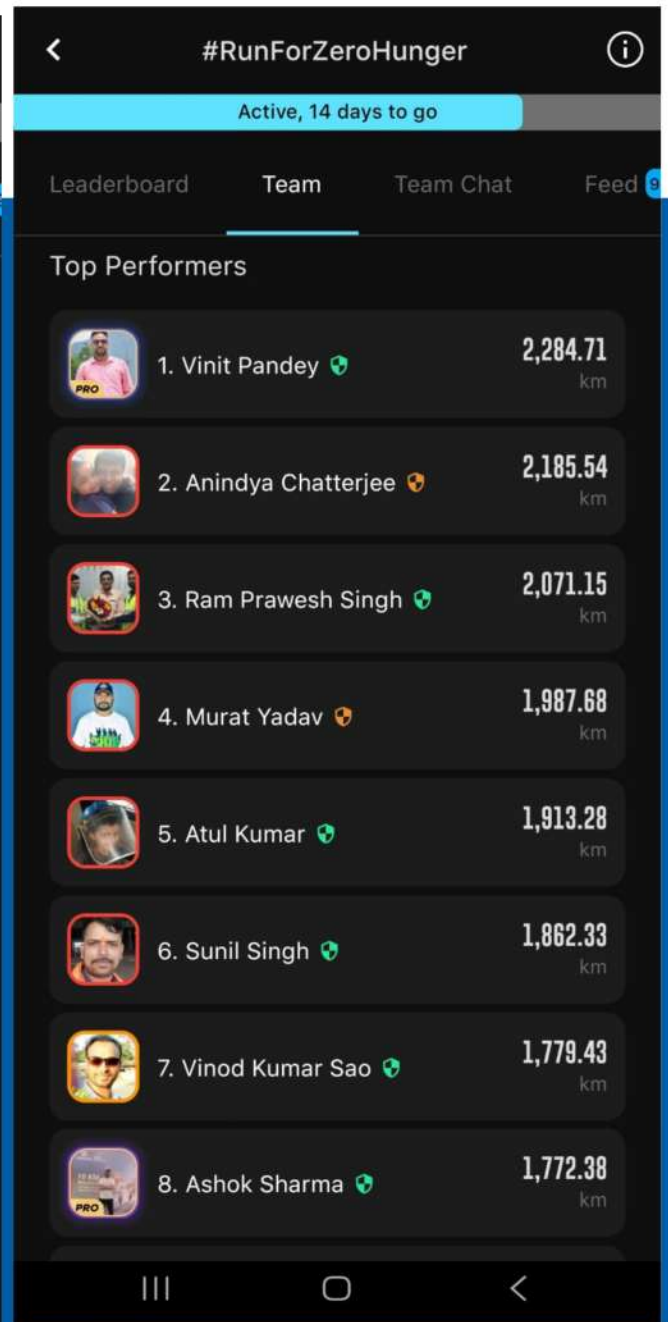 #RunForZeroHunger
Active, 14 days to go
Leaderboard Team Team Chat Feed 9
Top Performers
1. Vinit Pandey 2,284.71 km
PRO
2. Anindya Chatterjee 2,185.54 km
3. Ram Prawesh Singh 2,071.15 km
4. Murat Yadav 1,987.68 km
5. Atul Kumar 1,913.28 km
6. Sunil Singh 1,862.33 km
7. Vinod Kumar Sao 1,779.43 km
8. Ashok Sharma 1,772.38 km
PRO